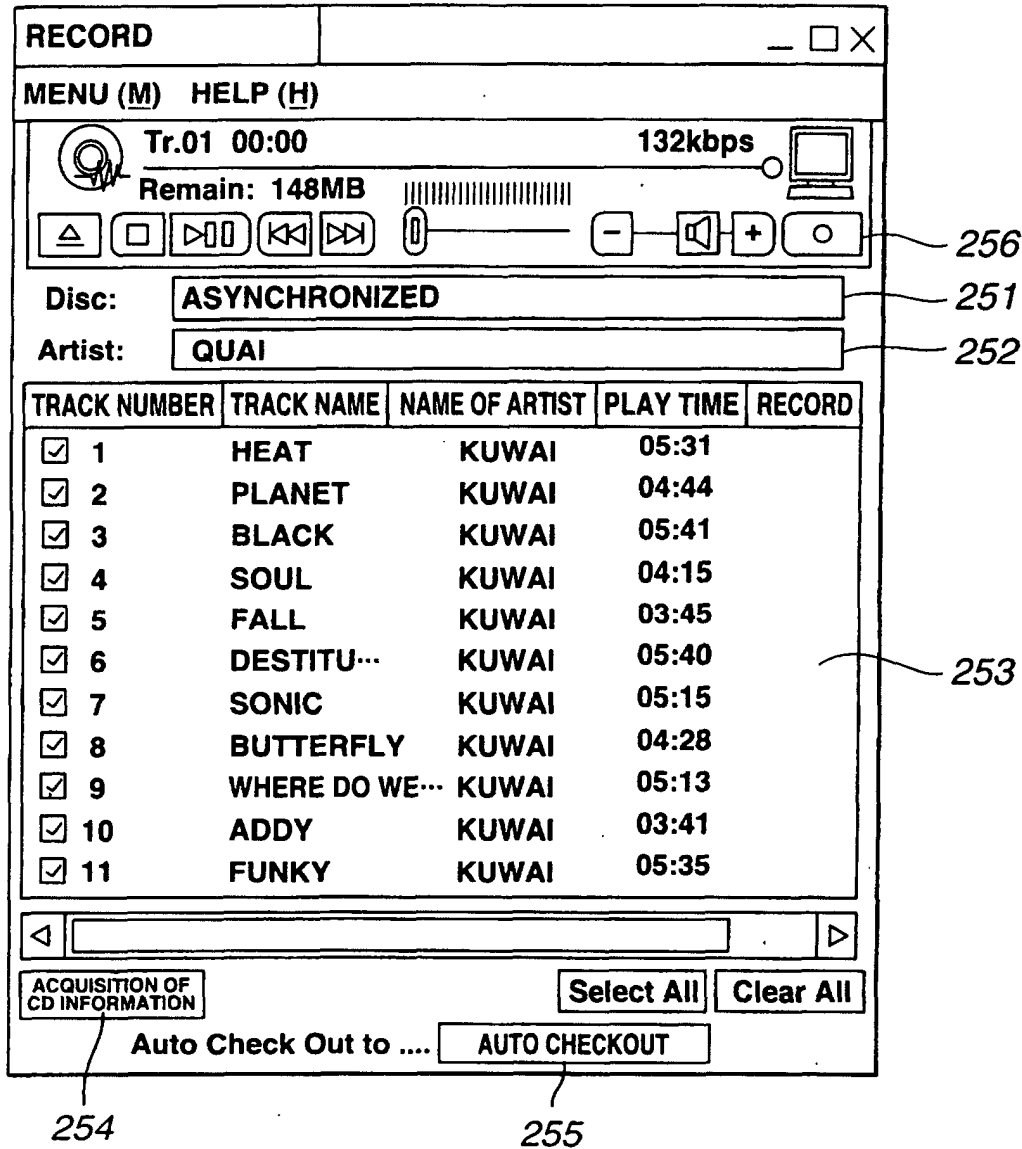 RECORD
MENU (M) HELP (H)
Tr.01 00:00 132kbps
Remain: 148MB
256
Disc: ASYNCHRONIZED 251
Artist: QUAI 252
TRACK NUMBER TRACK NAME NAME OF ARTIST PLAY TIME RECORD
1 HEAT KUWAI 05:31
2 PLANET KUWAI 04:44
3 BLACK KUWAI 05:41
4 SOUL KUWAI 04:15
5 FALL KUWAI 03:45
6 DESTITU··· KUWAI 05:40
253
7 SONIC KUWAI 05:15
8 BUTTERFLY KUWAI 04:28
9 WHERE DO WE··· KUWAI 05:13
10 ADDY KUWAI 03:41
11 FUNKY KUWAI 05:35
ACQUISITION OF
CD INFORMATION
Select All Clear All
Auto Check Out to .... AUTO CHECKOUT
254 255